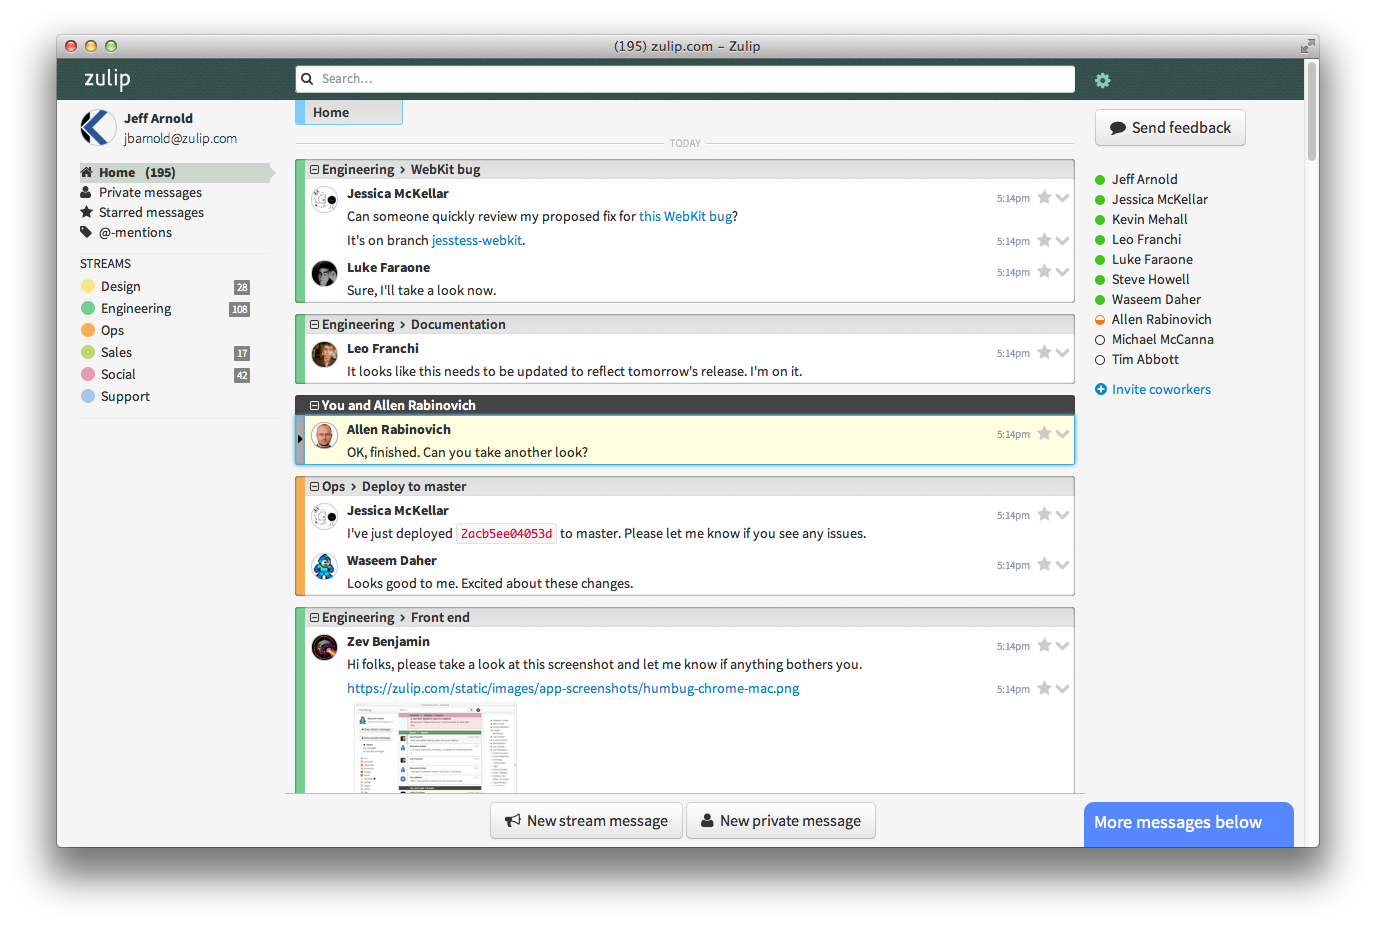 (195) zulip.com – Zulip
zulip
Search...
Jeff Arnold
jbarnold@zulip.com
Home (195)
Private messages
Starred messages
@-mentions
STREAMS
Design 28
Engineering 108
Ops
Sales 17
Social 42
Support
Home
TODAY
Engineering > WebKit bug
Jessica McKellar
Can someone quickly review my proposed fix for this WebKit bug? 5:14pm
It's on branch jesstess-webkit. 5:14pm
Luke Faraone 5:14pm
Sure, I'll take a look now.
Engineering > Documentation
Leo Franchi 5:14pm
It looks like this needs to be updated to reflect tomorrow's release. I'm on it.
You and Allen Rabinovich
Allen Rabinovich 5:14pm
OK, finished. Can you take another look?
Ops > Deploy to master
Jessica McKellar 5:14pm
I've just deployed 2acb5ee04053d to master. Please let me know if you see any issues.
Waseem Daher 5:14pm
Looks good to me. Excited about these changes.
Engineering > Front end
Zev Benjamin 5:14pm
Hi folks, please take a look at this screenshot and let me know if anything bothers you.
https://zulip.com/static/images/app-screenshots/humbug-chrome-mac.png 5:14pm
New stream message
New private message
Send feedback
Jeff Arnold
Jessica McKellar
Kevin Mehall
Leo Franchi
Luke Faraone
Steve Howell
Waseem Daher
Allen Rabinovich
Michael McCanna
Tim Abbott
Invite coworkers
More messages below